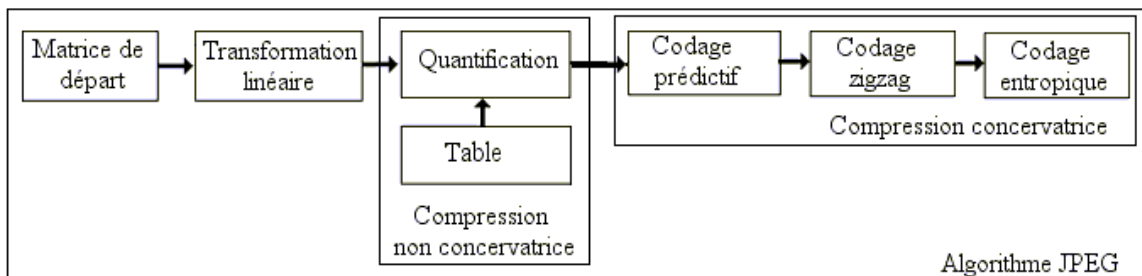 Matrice de
départ
Transformation
linéaire
Quantification
Table
Compression
non concervatrice
Codage
prédictif
Codage
zigzag
Codage
entropique
Compression concervatrice
Algorithme JPEG